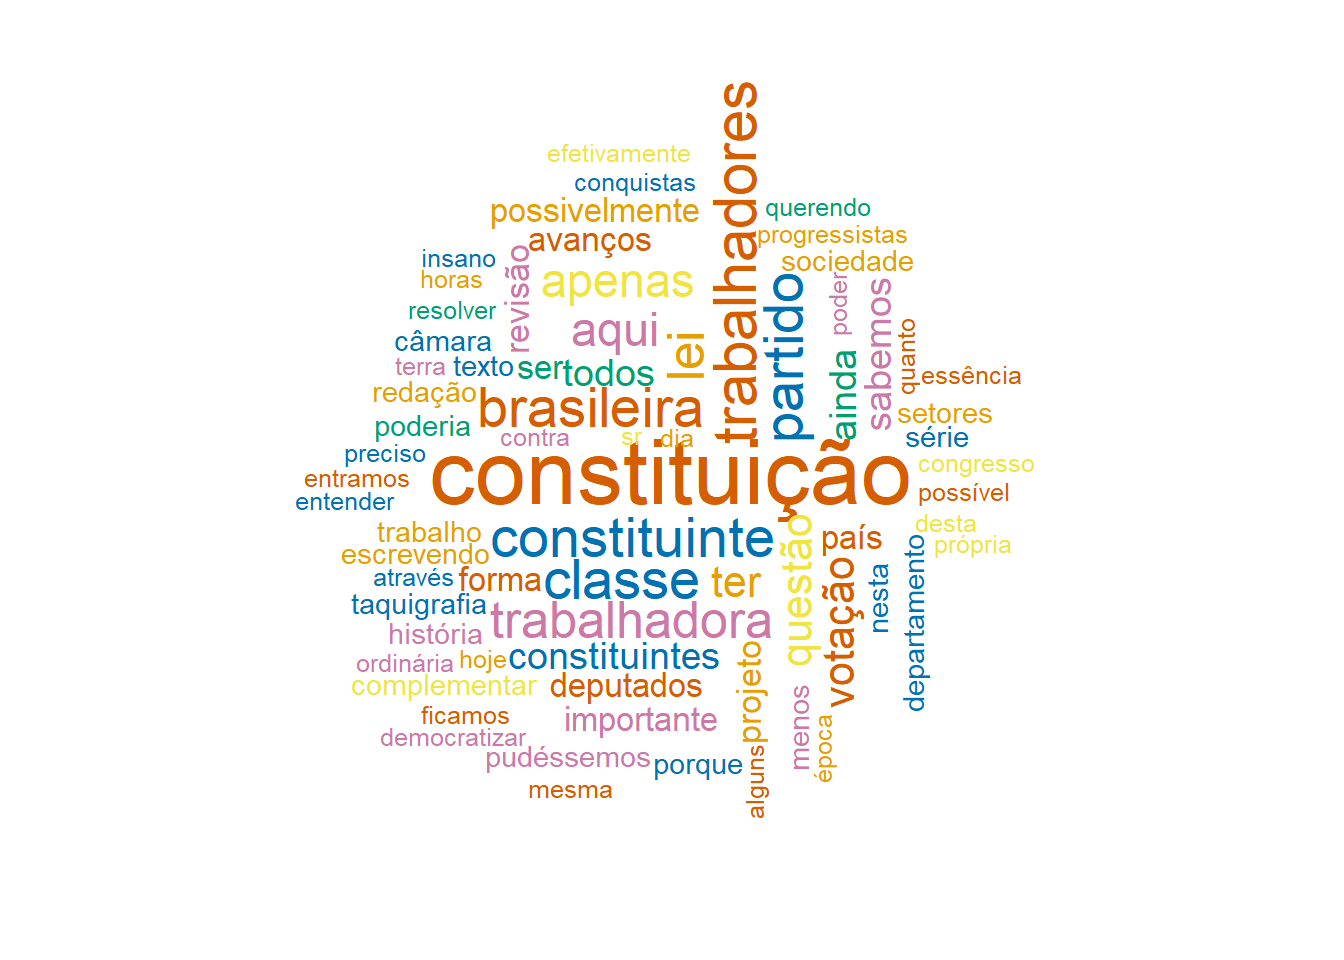 trabalhadores
efetivamente
conquistas
possivelmente
querendo
avanços
progressistas
insano
revisão
sociedade
horas
apenas
partido
poder
sabemos
resolver
aqui
lei
quanto
câmara
ainda
terra
texto
ser
todos
essência
redação
brasileira
setores
poderia
contra
sr
dia
série
preciso
constituição
congresso
entramos
possível
entender
trabalho
constituinte
questão
país
desta
escrevendo
própria
através
forma
classe
ter
votação
nesta
departamento
taquigrafia
trabalhadora
história
ordinária
hoje
constituintes
projeto
complementar
deputados
menos
ficamos
importante
época
democratizar
pudéssemos
porque
alguns
mesma